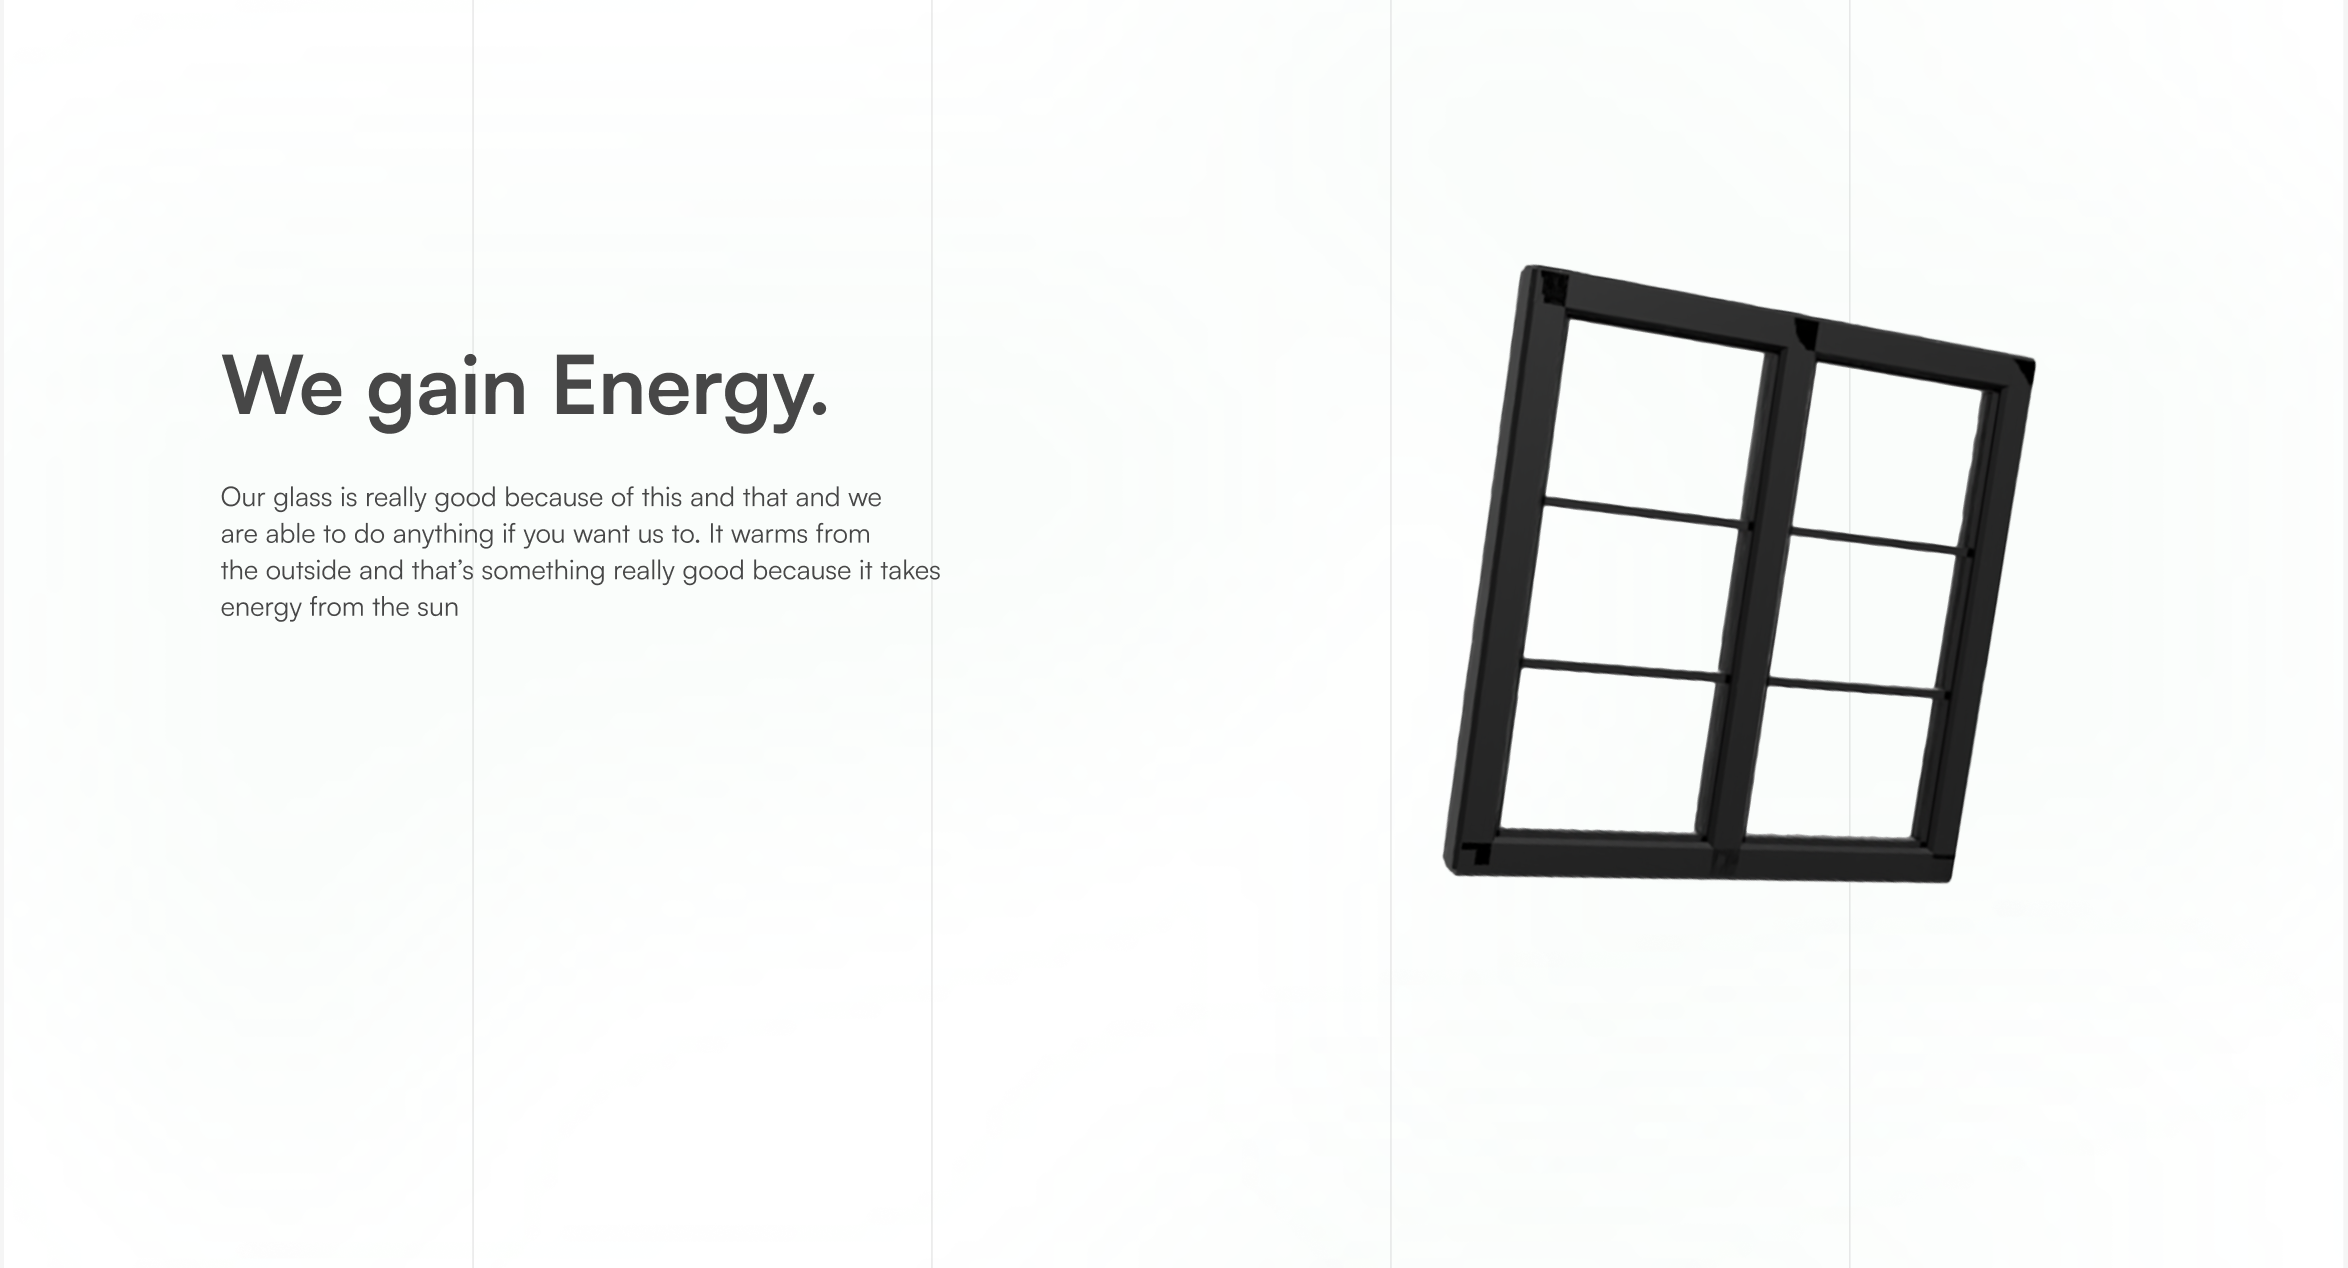 We gain Energy.
Our glass is really good because of this and that and we
are able to do anything if you want us to. It warms from
the outside and that’s something really good because it takes
energy from the sun